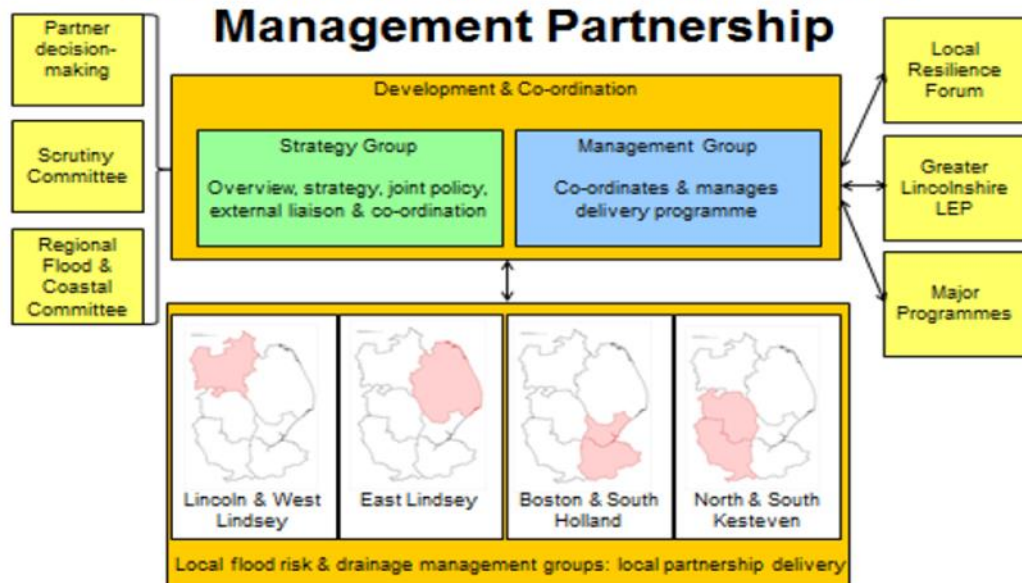 Management Partnership
Partner
decision-
making
Scrutiny
Committee
Regional
Flood &
Coastal
Committee
Development & Co-ordination
Strategy Group
Overview, strategy, joint policy,
external liaison & co-ordination
Management Group
Co-ordinates & manages
delivery programme
Local
Resilience
Forum
Greater
Lincolnshire
LEP
Major
Programmes
Lincoln & West
Lindsey
East Lindsey
Boston & South
Holland
North & South
Kesteven
Local flood risk & drainage management groups: local partnership delivery